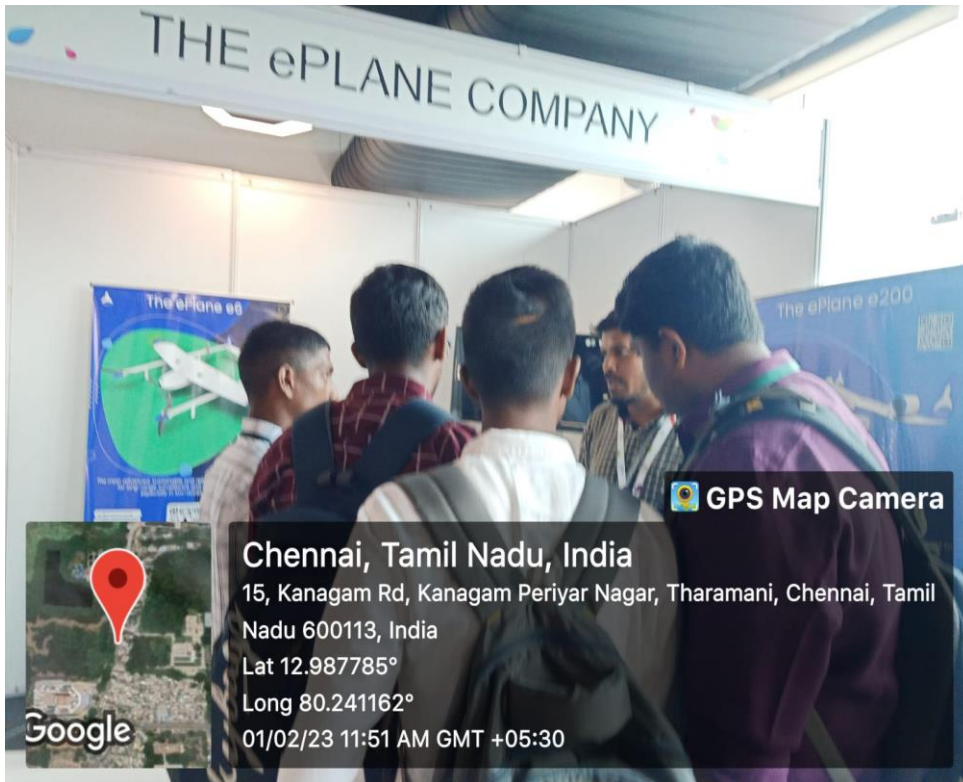 THE ePLANE COMPANY
The ePlane e6
The ePlane e200
GPS Map Camera
Chennai, Tamil Nadu, India
15, Kanagam Rd, Kanagam Periyar Nagar, Tharamani, Chennai, Tamil
Nadu 600113, India
Lat 12.987785°
Long 80.241162°
01/02/23 11:51 AM GMT +05:30
Google